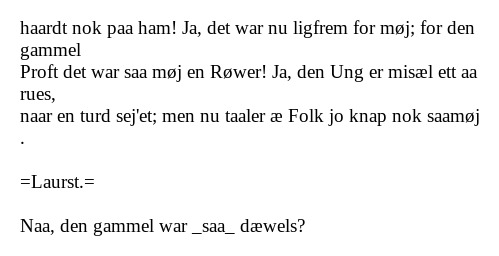 haardt nok paa ham! Ja, det war nu ligfrem for møj; for den
gammel
Proft det war saa møj en Røwer! Ja, den Ung er misæl ett aa
rues,
naar en turd sej'et; men nu taaler æ Folk jo knap nok saamøj
.
=Laurst.=
Naa, den gammel war _saa_ dæwels?